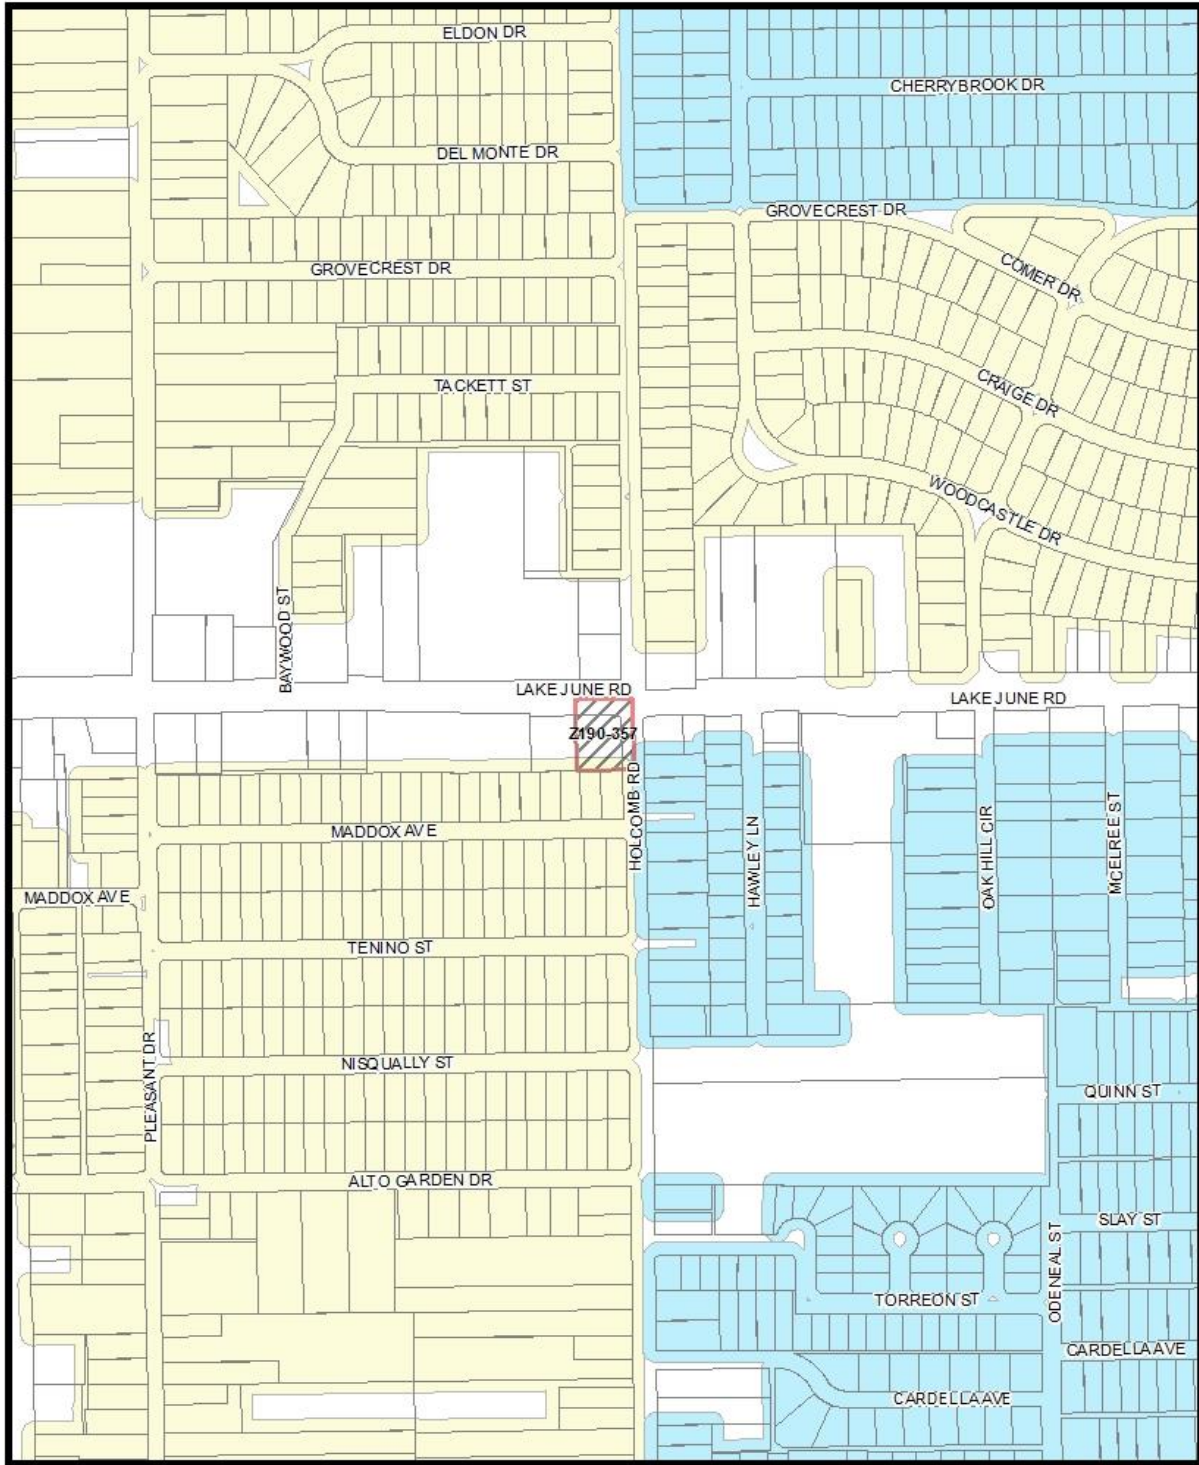 ELDON DR
CHERRYBROOK DR
DEL MONTE DR
GROVECREST DR
GROVECREST DR
COMER DR
TACKETT ST
CRAIGE DR
WOODCASTLE DR
BAYWOOD ST
LAKE JUNE RD
LAKE JUNE RD
Z190-357
HOLCOMB RD
MADDOX AVE
HAWLEY LN
OAK HILL CIR
MCELREE ST
MADDOX AVE
TENINO ST
PLEASANT DR
NISQUALLY ST
QUINN ST
ALTO GARDEN DR
SLAY ST
ODENEAL ST
TORREON ST
CARDELLA AVE
CARDELLA AVE